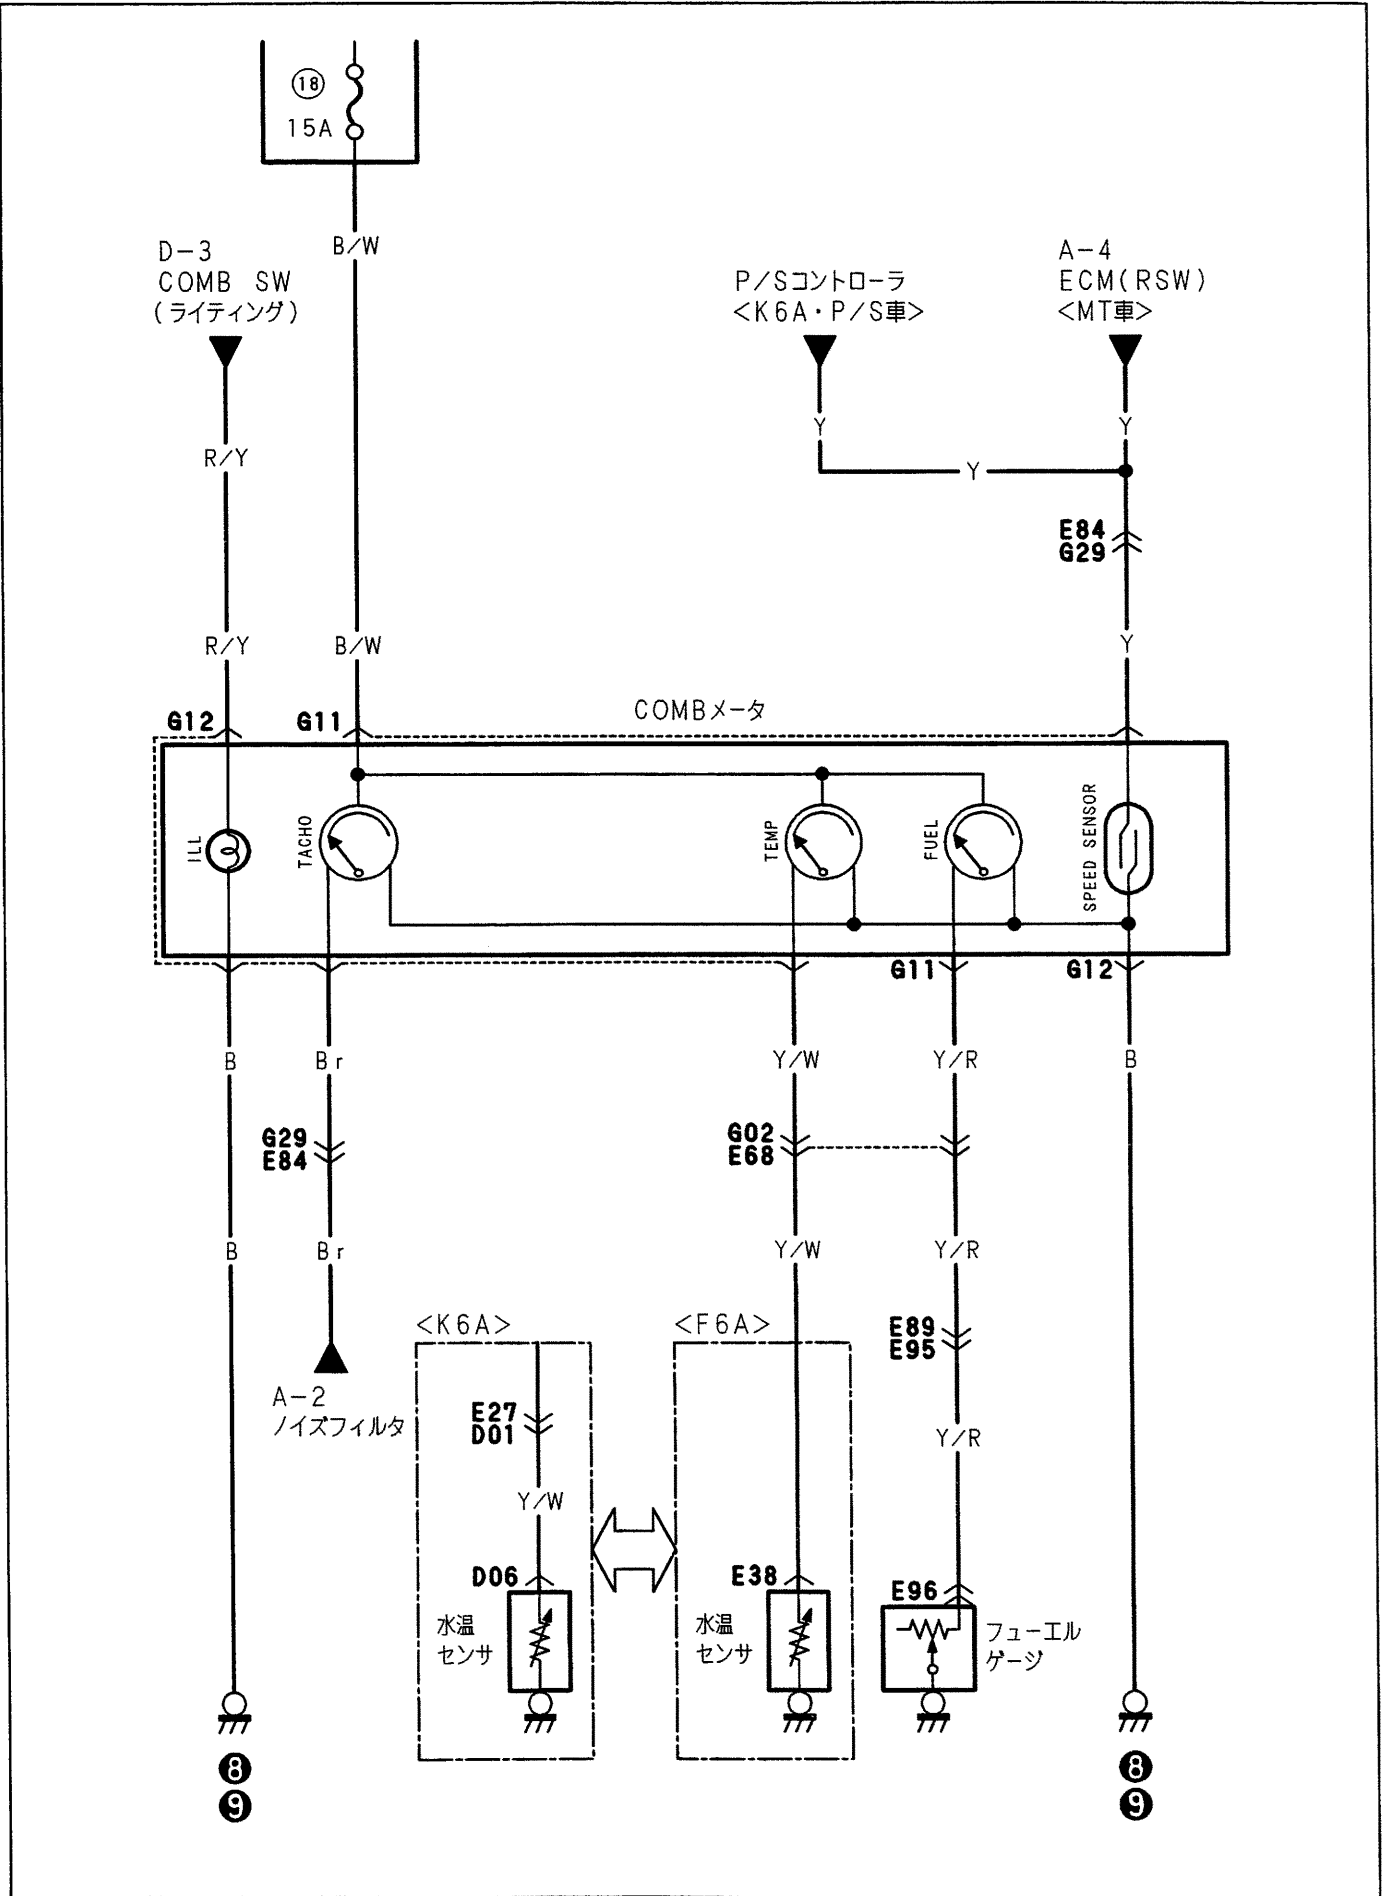 18
15A
B/W
D-3
COMB SW
(ライティング)
P/Sコントローラ
<K6A・P/S車>
A-4
ECM(RSW)
<MT車>
Y
Y
R/Y
Y
E84
G29
R/Y
B/W
Y
G12
G11
COMBメータ
ILL
TACHO
TEMP
FUEL
SPEED SENSOR
G11
G12
B
Br
Y/W
Y/R
B
G29
E84
G02
E68
B
Br
Y/W
Y/R
<K6A>
<F6A>
E89
E95
A-2
ノイズフィルタ
E27
D01
Y/R
Y/W
D06
E38
E96
水温
センサ
水温
センサ
フューエル
ゲージ
8
9
8
9